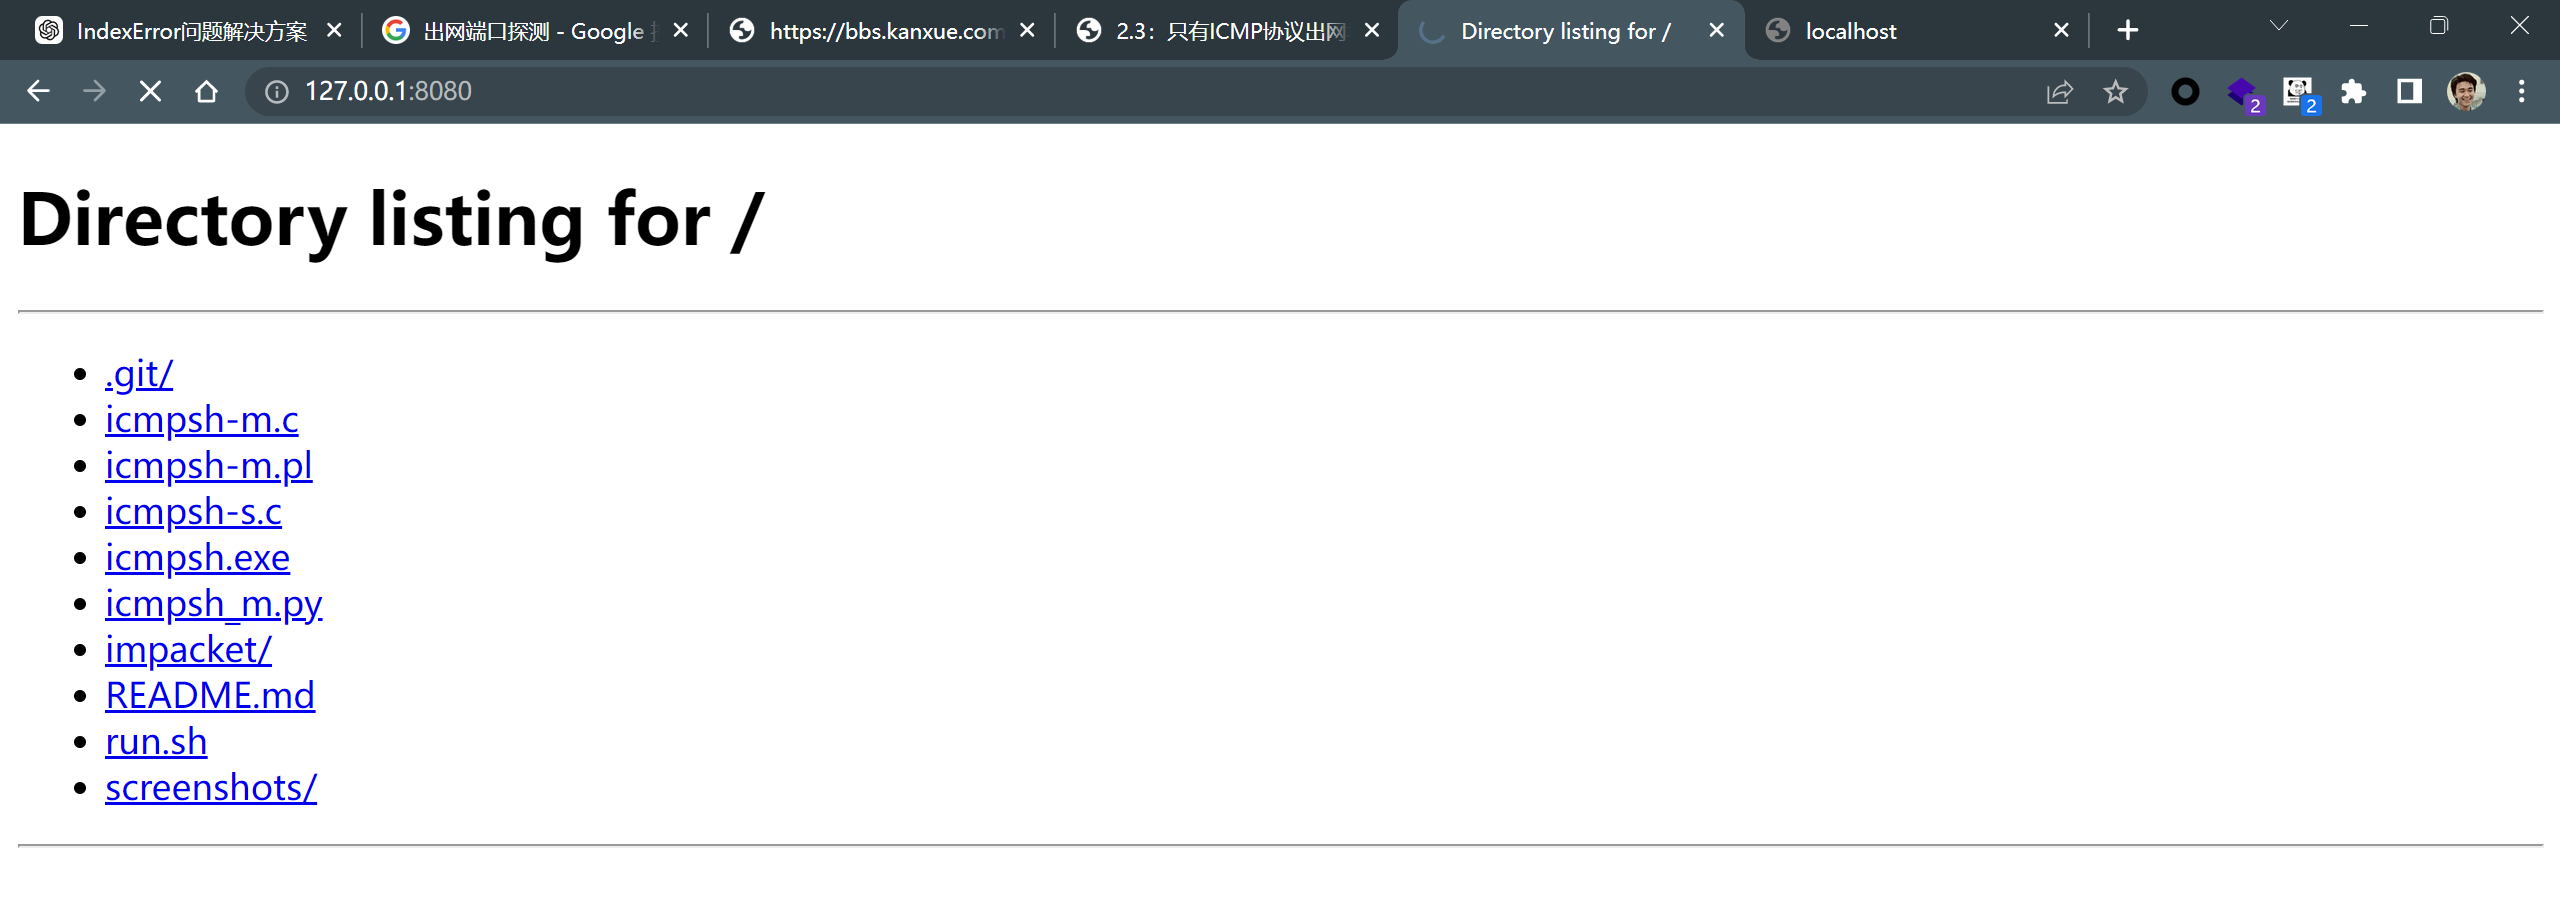 IndexError问题解决方案
出网端口探测 - Google
https://bbs.kanxue.com
2.3：只有ICMP协议出网
Directory listing for /
localhost
127.0.0.1:8080
2
2
Directory listing for /
.git/
icmpsh-m.c
icmpsh-m.pl
icmpsh-s.c
icmpsh.exe
icmpsh_m.py
impacket/
README.md
run.sh
screenshots/